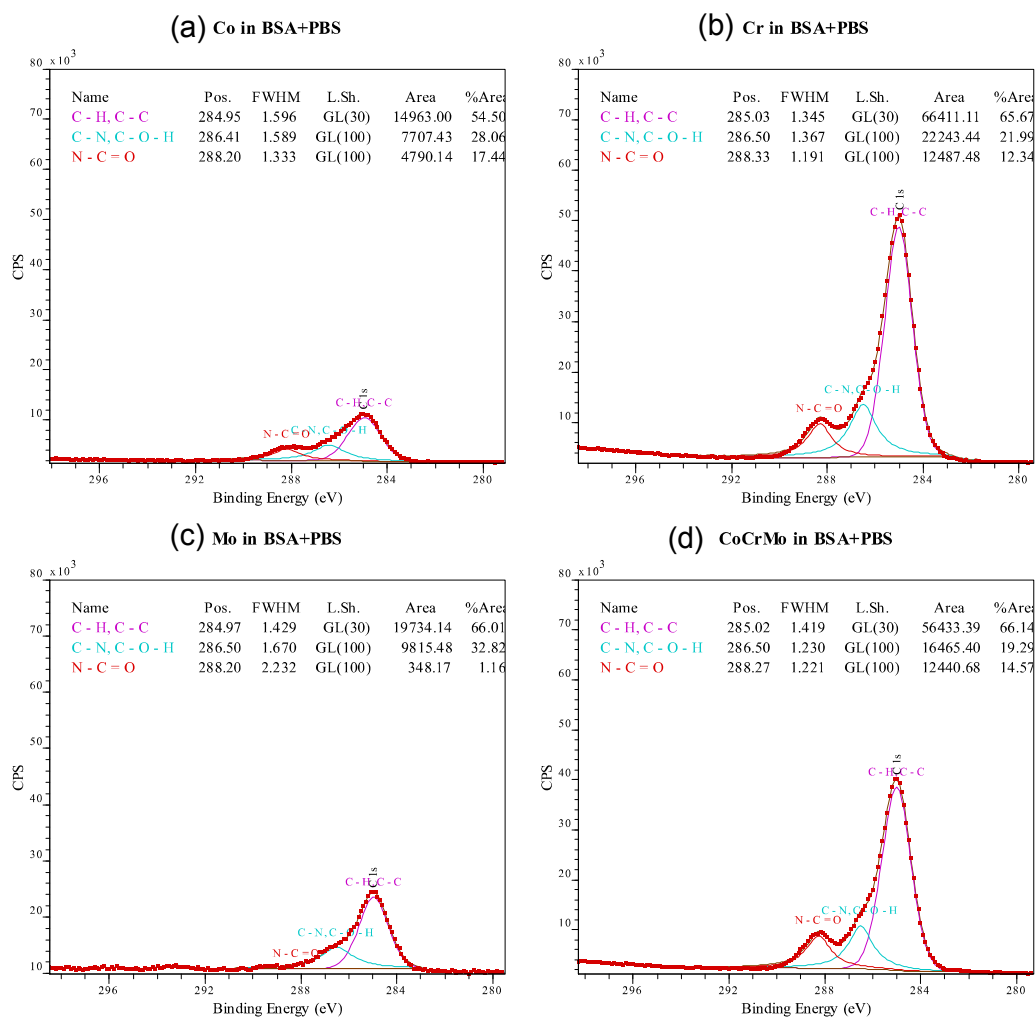 (a) Co in BSA+PBS
80 x 10³
70
60
50
40
30
20
10
CPS
Name Pos. FWHM L.Sh. Area %Area
C - H, C - C 284.95 1.596 GL(30) 14963.00 54.50
C - N, C - O - H 286.41 1.589 GL(100) 7707.43 28.06
N - C = O 288.20 1.333 GL(100) 4790.14 17.44
C 1s
C - H, C - C
C - N, C - O - H
N - C = O
296 292 288 284 280
Binding Energy (eV)
(b) Cr in BSA+PBS
80 x 10³
70
60
50
40
30
20
10
CPS
Name Pos. FWHM L.Sh. Area %Area
C - H, C - C 285.03 1.345 GL(30) 66411.11 65.67
C - N, C - O - H 286.50 1.367 GL(100) 22243.44 21.99
N - C = O 288.33 1.191 GL(100) 12487.48 12.34
C 1s
C - H, C - C
C - N, C - O - H
N - C = O
296 292 288 284 280
Binding Energy (eV)
(c) Mo in BSA+PBS
80 x 10³
70
60
50
40
30
20
10
CPS
Name Pos. FWHM L.Sh. Area %Area
C - H, C - C 284.97 1.429 GL(30) 19734.14 66.01
C - N, C - O - H 286.50 1.670 GL(100) 9815.48 32.82
N - C = O 288.20 2.232 GL(100) 348.17 1.16
C 1s
C - H, C - C
C - N, C - O - H
N - C = O
296 292 288 284 280
Binding Energy (eV)
(d) CoCrMo in BSA+PBS
80 x 10³
70
60
50
40
30
20
10
CPS
Name Pos. FWHM L.Sh. Area %Area
C - H, C - C 285.02 1.419 GL(30) 56433.39 66.14
C - N, C - O - H 286.50 1.230 GL(100) 16465.40 19.29
N - C = O 288.27 1.221 GL(100) 12440.68 14.57
C 1s
C - H, C - C
C - N, C - O - H
N - C = O
296 292 288 284 280
Binding Energy (eV)